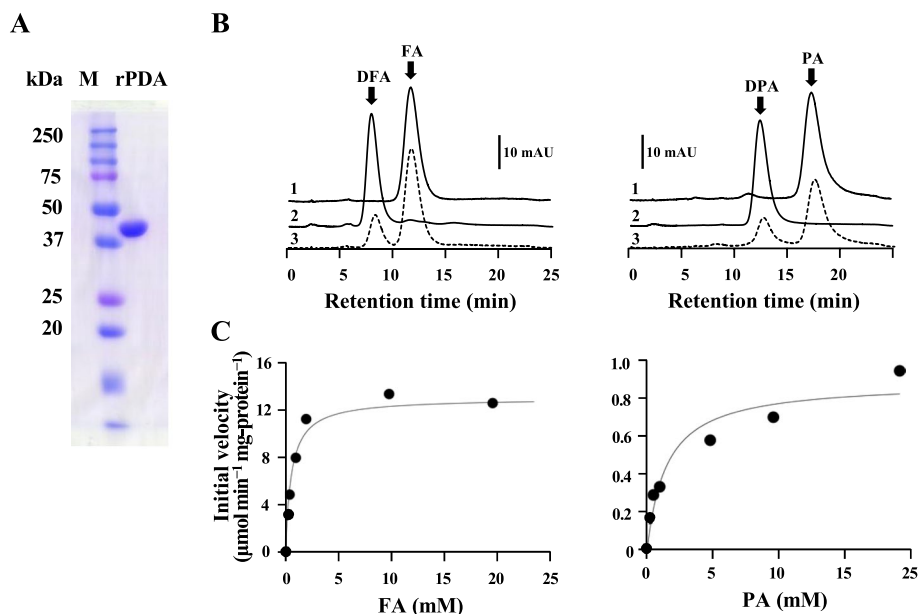 A
kDa M rPDA
250
75
50
37
25
20
B
FA
DFA
10 mAU
1
2
3
0 5 10 15 20 25
Retention time (min)
PA
DPA
10 mAU
1
2
3
0 5 10 15 20
Retention time (min)
C
Initial velocity
(μmol min⁻¹ mg-protein⁻¹)
16
12
8
4
0
0 5 10 15 20 25
FA (mM)
1.0
0.8
0.6
0.4
0.2
0
0 5 10 15 20 25
PA (mM)